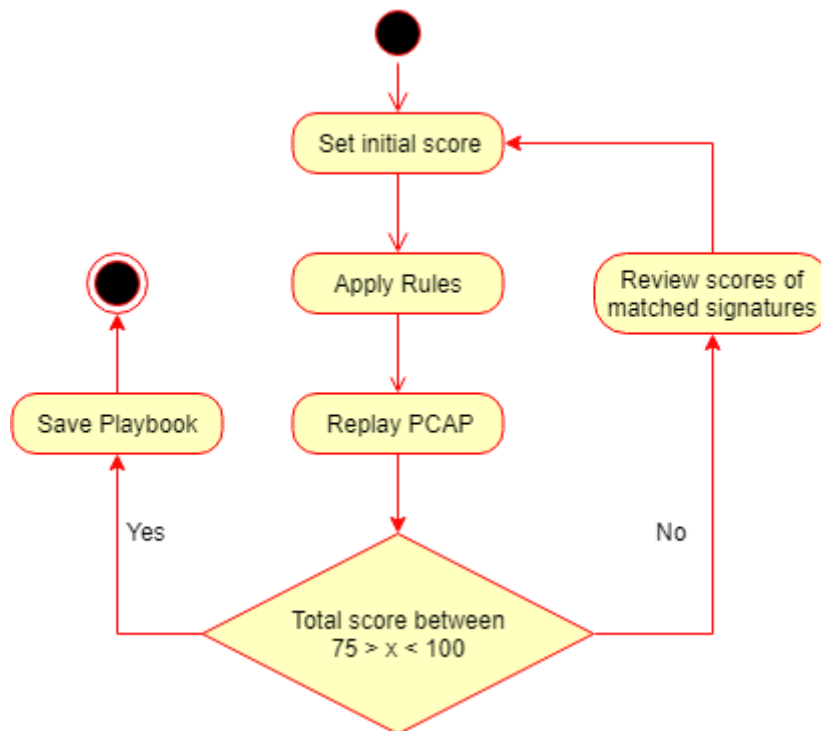 Set initial score
Apply Rules
Review scores of
matched signatures
Save Playbook
Replay PCAP
Yes
No
Total score between
75 > x < 100